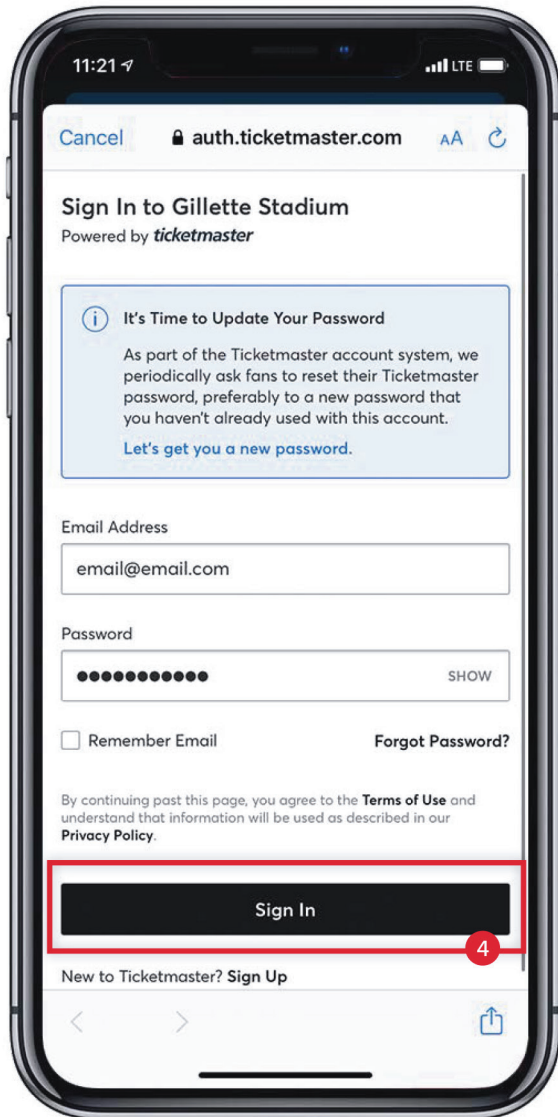 11:21
LTE
Cancel auth.ticketmaster.com AA
Sign In to Gillette Stadium
Powered by ticketmaster
It's Time to Update Your Password
As part of the Ticketmaster account system, we
periodically ask fans to reset their Ticketmaster
password, preferably to a new password that
you haven't already used with this account.
Let's get you a new password.
Email Address
email@email.com
Password
●●●●●●●●●●● SHOW
Remember Email Forgot Password?
By continuing past this page, you agree to the Terms of Use and
understand that information will be used as described in our
Privacy Policy.
Sign In
4
New to Ticketmaster? Sign Up